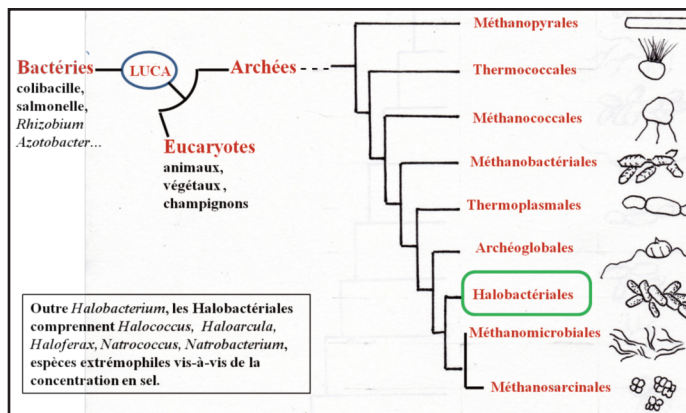 Bactéries
colibacille,
salmonelle,
Rhizobium
Azotobacter...
LUCA
Archées
Eucaryotes
animaux,
végétaux ,
champignons
Méthanopyrales
Thermococcales
Méthanococcales
Méthanobactériales
Thermoplasmales
Archéoglobales
Halobactériales
Méthanomicrobiales
Méthanosarcinales
Outre Halobacterium, les Halobactériales
comprennent Halococcus, Haloarcula,
Haloferax, Natrococcus, Natrobacterium,
espèces extrémophiles vis-à-vis de la
concentration en sel.